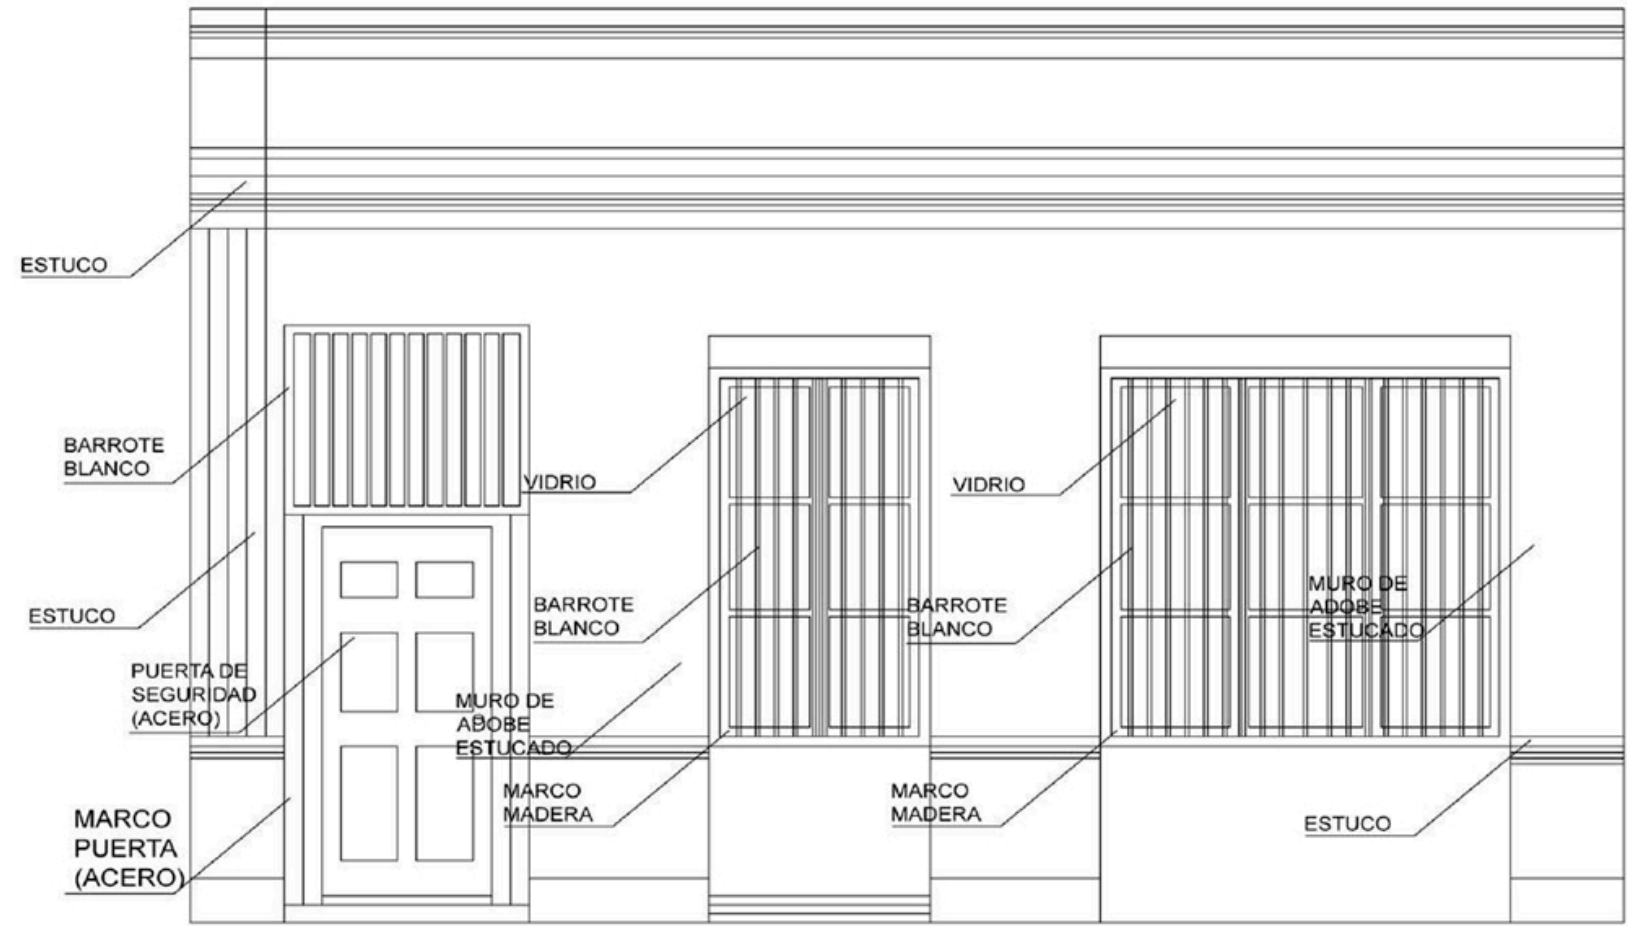 ESTUCO
BARROTE
BLANCO
VIDRIO
VIDRIO
MURO DE
ADOBE
ESTUCADO
BARROTE
BLANCO
BARROTE
BLANCO
ESTUCO
PUERTA DE
SEGURIDAD
(ACERO)
MURO DE
ADOBE
ESTUCADO
MARCO
MADERA
MARCO
MADERA
MARCO
PUERTA
(ACERO)
ESTUCO